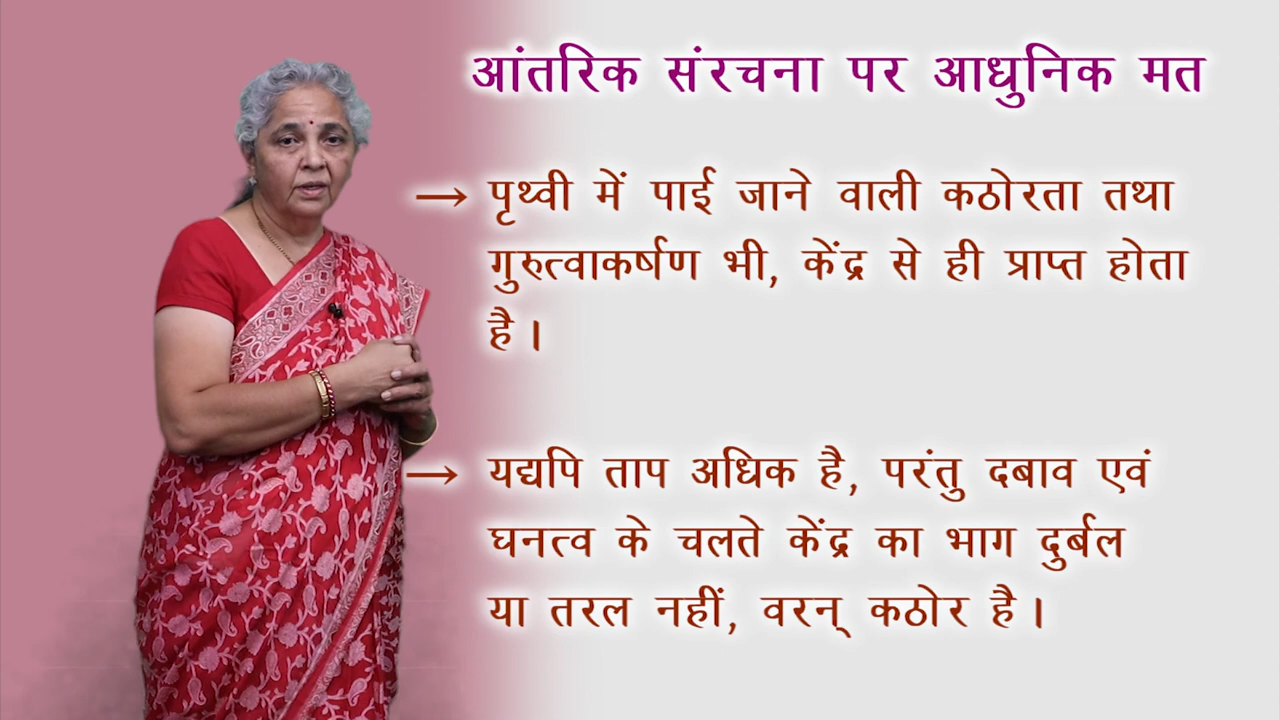 आंतरिक संरचना पर आधुनिक मत
→ पृथ्वी में पाई जाने वाली कठोरता तथा
गुरुत्वाकर्षण भी, केंद्र से ही प्राप्त होता
है।
→ यद्यपि ताप अधिक है, परंतु दबाव एवं
घनत्व के चलते केंद्र का भाग दुर्बल
या तरल नहीं, वरन् कठोर है।